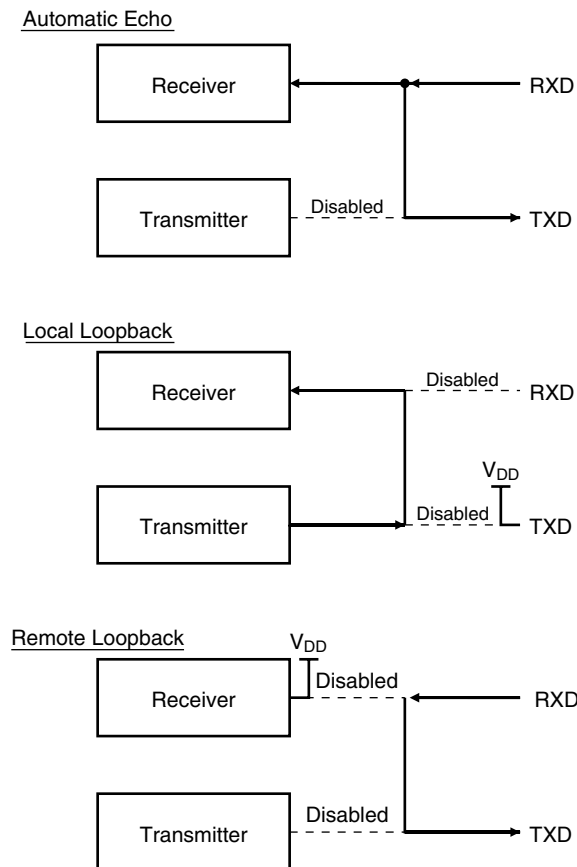 Automatic Echo
Receiver
RXD
Transmitter
Disabled
TXD
Local Loopback
Receiver
Disabled
RXD
VDD
Transmitter
Disabled
TXD
Remote Loopback
VDD
Receiver
Disabled
RXD
Transmitter
Disabled
TXD